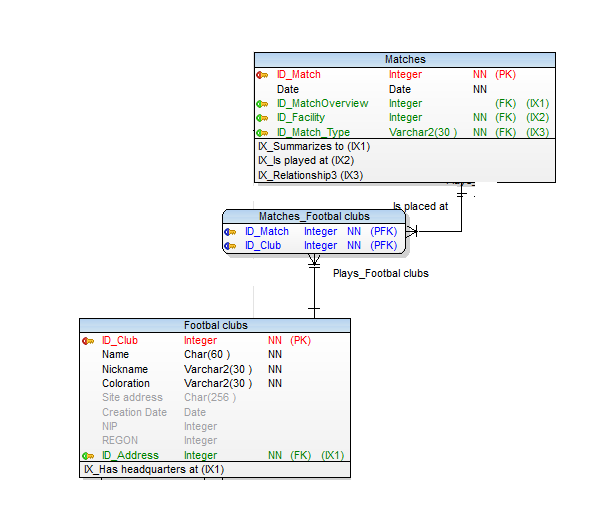 Matches
ID_Match Integer NN (PK)
Date Date NN
ID_MatchOverview Integer (FK) (IX1)
ID_Facility Integer NN (FK) (IX2)
ID_Match_Type Varchar2(30 ) NN (FK) (IX3)
IX_Summarizes to (IX1)
IX_Is played at (IX2)
IX_Relationship3 (IX3)
Is placed at
Matches_Footbal clubs
ID_Match Integer NN (PFK)
ID_Club Integer NN (PFK)
Plays_Footbal clubs
Footbal clubs
ID_Club Integer NN (PK)
Name Char(60 ) NN
Nickname Varchar2(30 ) NN
Coloration Varchar2(30 ) NN
Site address Char(256 )
Creation Date Date
NIP Integer
REGON Integer
ID_Address Integer NN (FK) (IX1)
IX_Has headquarters at (IX1)